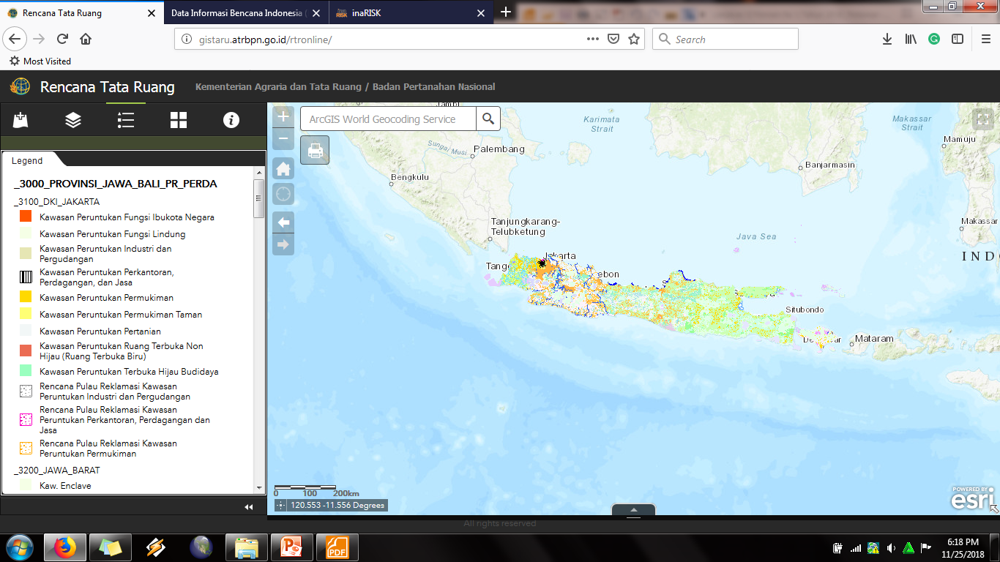 Rencana Tata Ruang
Data Informasi Bencana Indonesia (
inaRISK
gistaru.atrbpn.go.id/rtronline/
Search
Most Visited
Rencana Tata Ruang
Kementerian Agraria dan Tata Ruang / Badan Pertanahan Nasional
Legend
_3000_PROVINSI_JAWA_BALI_PR_PERDA
_3100_DKI_JAKARTA
Kawasan Peruntukan Fungsi Ibukota Negara
Kawasan Peruntukan Fungsi Lindung
Kawasan Peruntukan Industri dan
Pergudangan
Kawasan Peruntukan Perkantoran,
Perdagangan, dan Jasa
Kawasan Peruntukan Permukiman
Kawasan Peruntukan Permukiman Taman
Kawasan Peruntukan Pertanian
Kawasan Peruntukan Ruang Terbuka Non
Hijau (Ruang Terbuka Biru)
Kawasan Peruntukan Terbuka Hijau Budidaya
Rencana Pulau Reklamasi Kawasan
Peruntukan Industri dan Pergudangan
Rencana Pulau Reklamasi Kawasan
Peruntukan Perkantoran, Perdagangan dan
Jasa
Rencana Pulau Reklamasi Kawasan
Peruntukan Permukiman
_3200_JAWA_BARAT
Kaw. Enclave
ArcGIS World Geocoding Service
Karimata
Strait
Makassar
Strait
Mamuju
Sungai Musi
Palembang
Banjarmasin
Bengkulu
Tanjungkarang-
Telubketung
Makassar
Java Sea
IND
Jakarta
Tang
ebon
Situbondo
Mataram
0 100 200km
120.553 -11.556 Degrees
POWERED BY
esri
All rights reserved
PDF
6:18 PM
11/25/2018